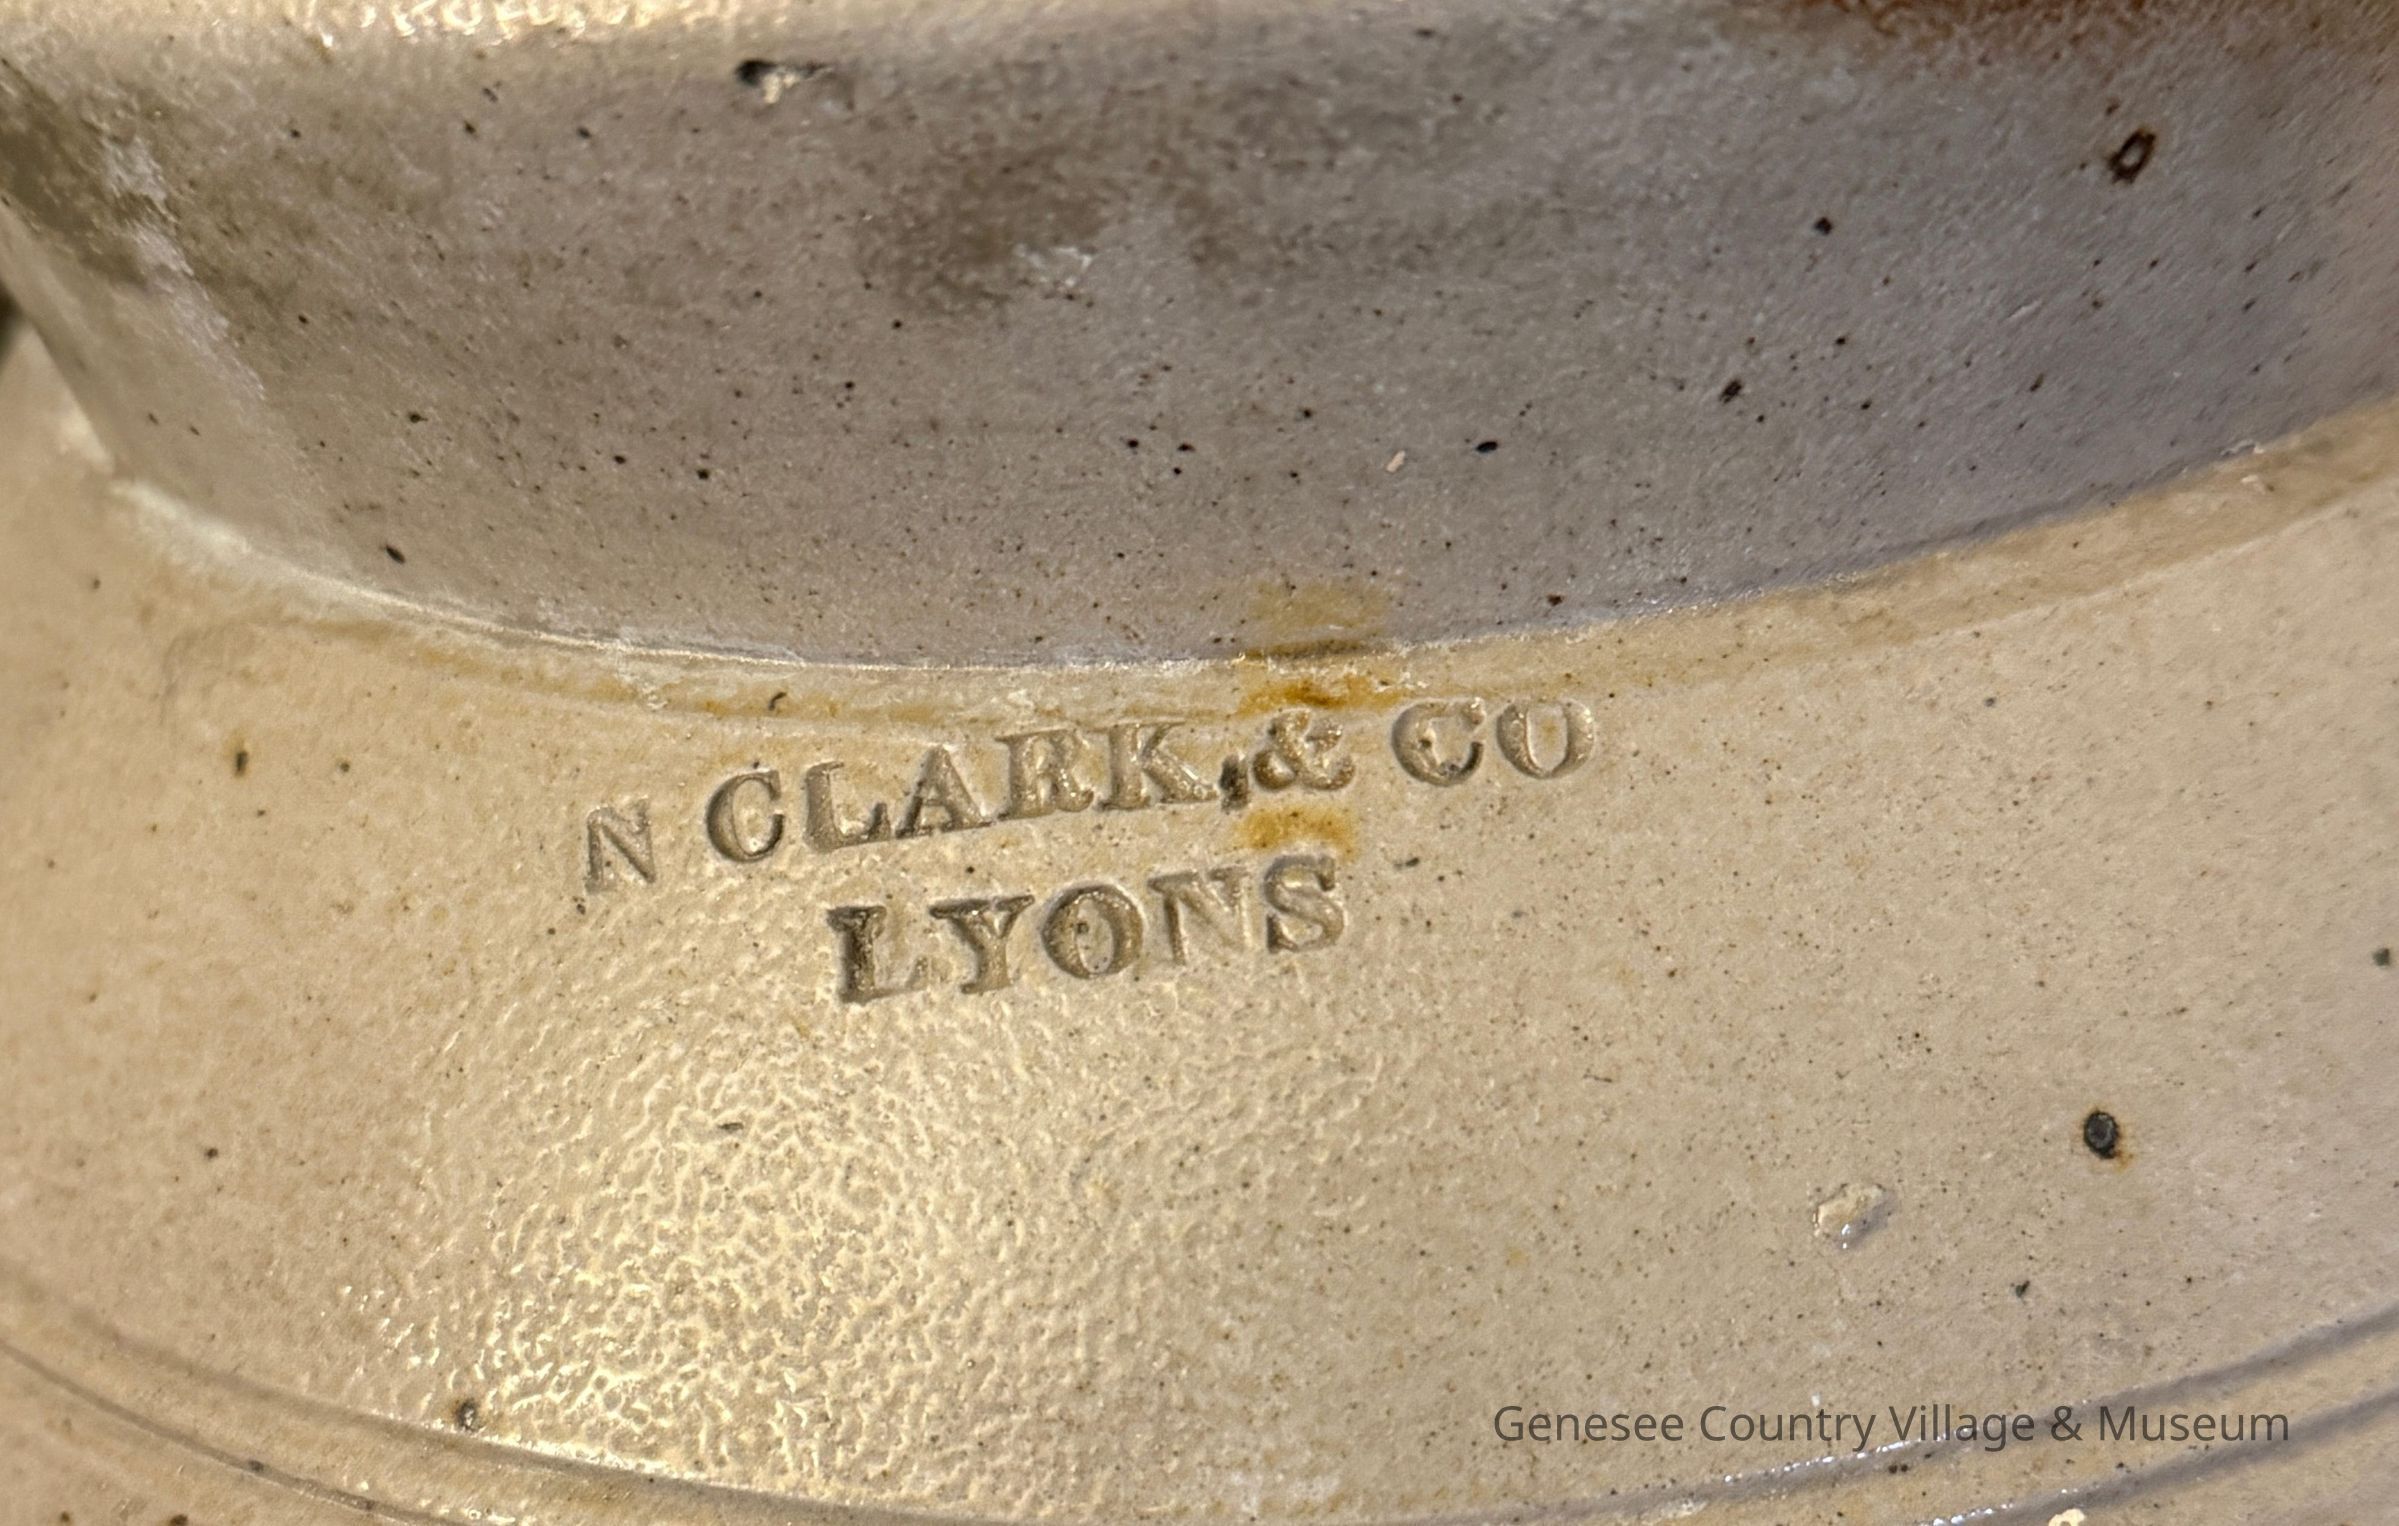 N CLARK, & CO
LYONS
Genesee Country Village & Museum